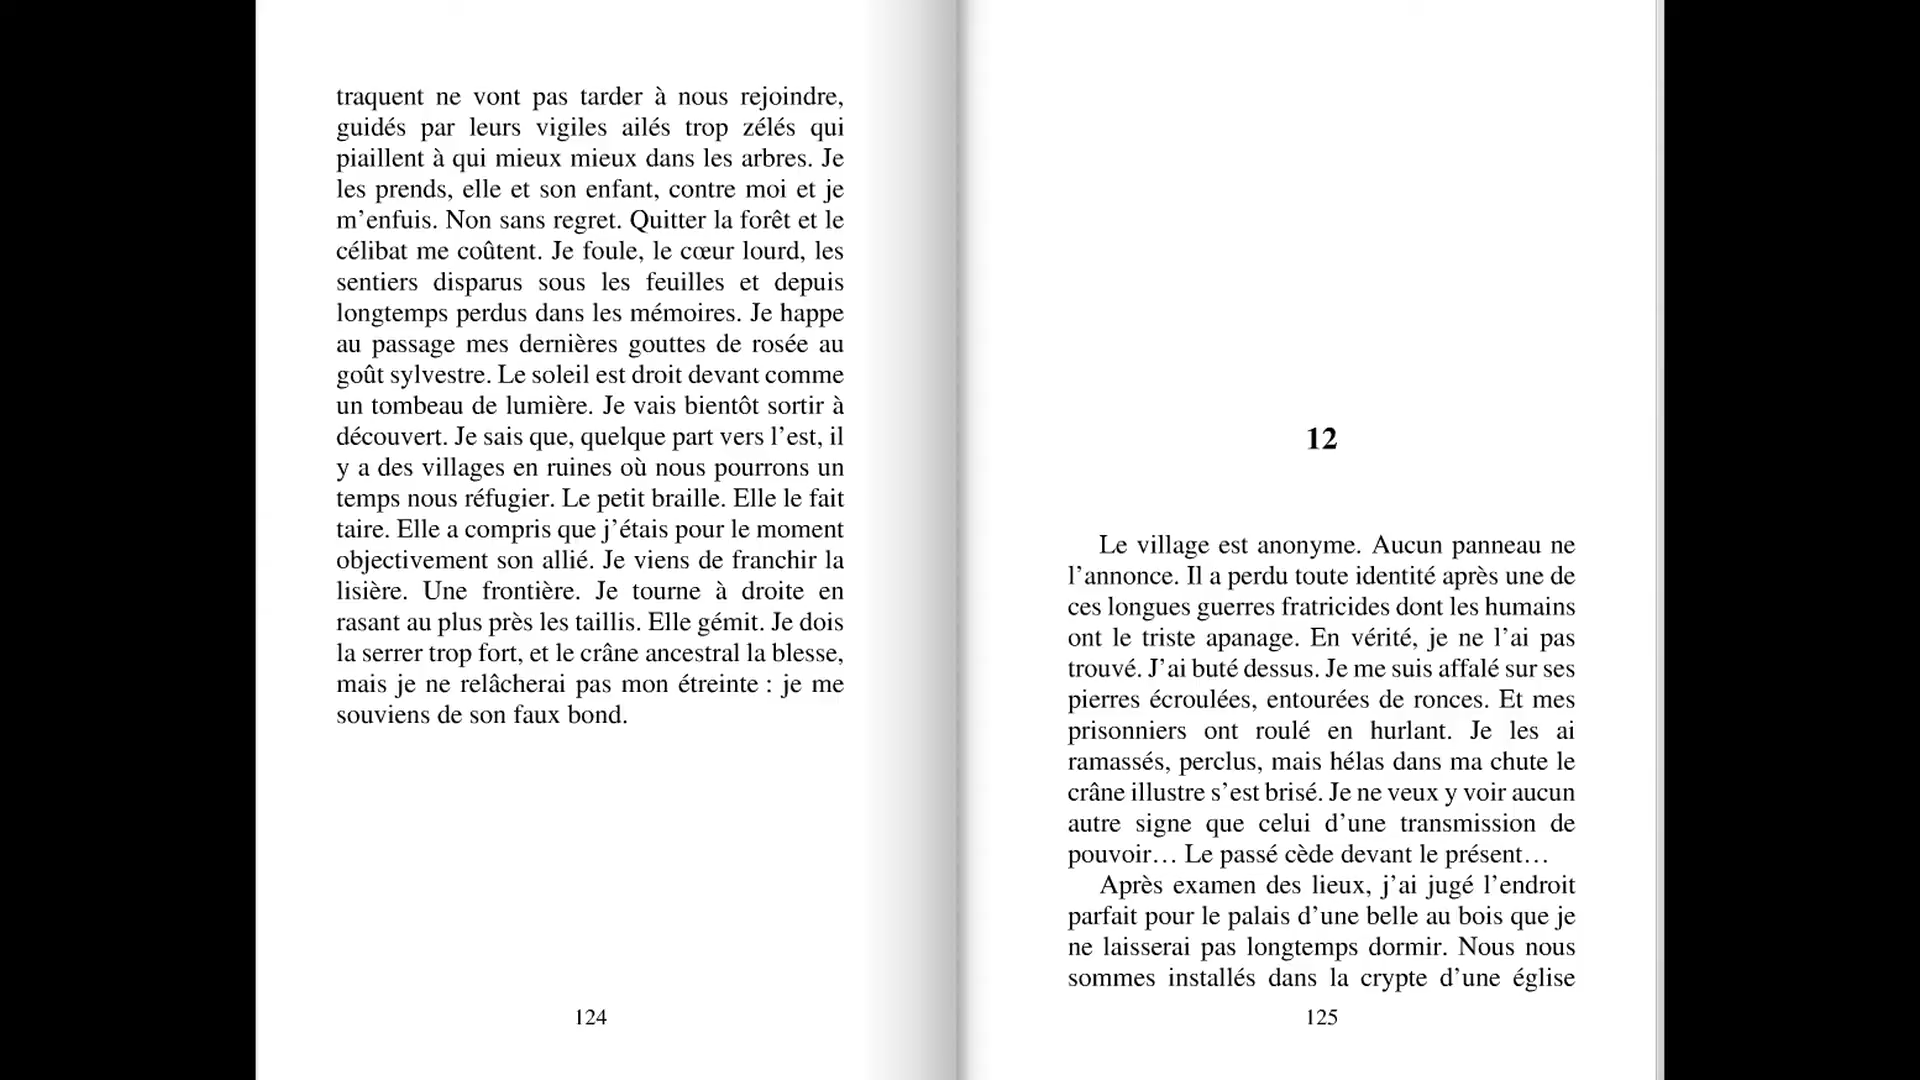 traquent ne vont pas tarder à nous rejoindre,
guidés par leurs vigiles ailés trop zélés qui
piaillent à qui mieux mieux dans les arbres. Je
les prends, elle et son enfant, contre moi et je
m’enfuis. Non sans regret. Quitter la forêt et le
célibat me coûtent. Je foule, le cœur lourd, les
sentiers disparus sous les feuilles et depuis
longtemps perdus dans les mémoires. Je happe
au passage mes dernières gouttes de rosée au
goût sylvestre. Le soleil est droit devant comme
un tombeau de lumière. Je vais bientôt sortir à
découvert. Je sais que, quelque part vers l’est, il
y a des villages en ruines où nous pourrons un
temps nous réfugier. Le petit braille. Elle le fait
taire. Elle a compris que j’étais pour le moment
objectivement son allié. Je viens de franchir la
lisière. Une frontière. Je tourne à droite en
rasant au plus près les taillis. Elle gémit. Je dois
la serrer trop fort, et le crâne ancestral la blesse,
mais je ne relâcherai pas mon étreinte : je me
souviens de son faux bond.
124
12
Le village est anonyme. Aucun panneau ne
l’annonce. Il a perdu toute identité après une de
ces longues guerres fratricides dont les humains
ont le triste apanage. En vérité, je ne l’ai pas
trouvé. J’ai buté dessus. Je me suis affalé sur ses
pierres écroulées, entourées de ronces. Et mes
prisonniers ont roulé en hurlant. Je les ai
ramassés, perclus, mais hélas dans ma chute le
crâne illustre s’est brisé. Je ne veux y voir aucun
autre signe que celui d’une transmission de
pouvoir… Le passé cède devant le présent…
Après examen des lieux, j’ai jugé l’endroit
parfait pour le palais d’une belle au bois que je
ne laisserai pas longtemps dormir. Nous nous
sommes installés dans la crypte d’une église
125